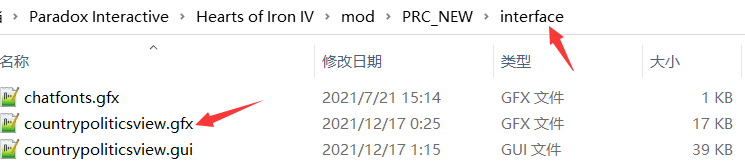 Paradox Interactive > Hearts of Iron IV > mod > PRC_NEW > interface
名称 修改日期 类型 大小
chatfonts.gfx 2021/7/21 15:14 GFX 文件 1 KB
countrypoliticsview.gfx 2021/12/17 0:25 GFX 文件 17 KB
countrypoliticsview.gui 2021/12/17 1:15 GUI 文件 39 KB